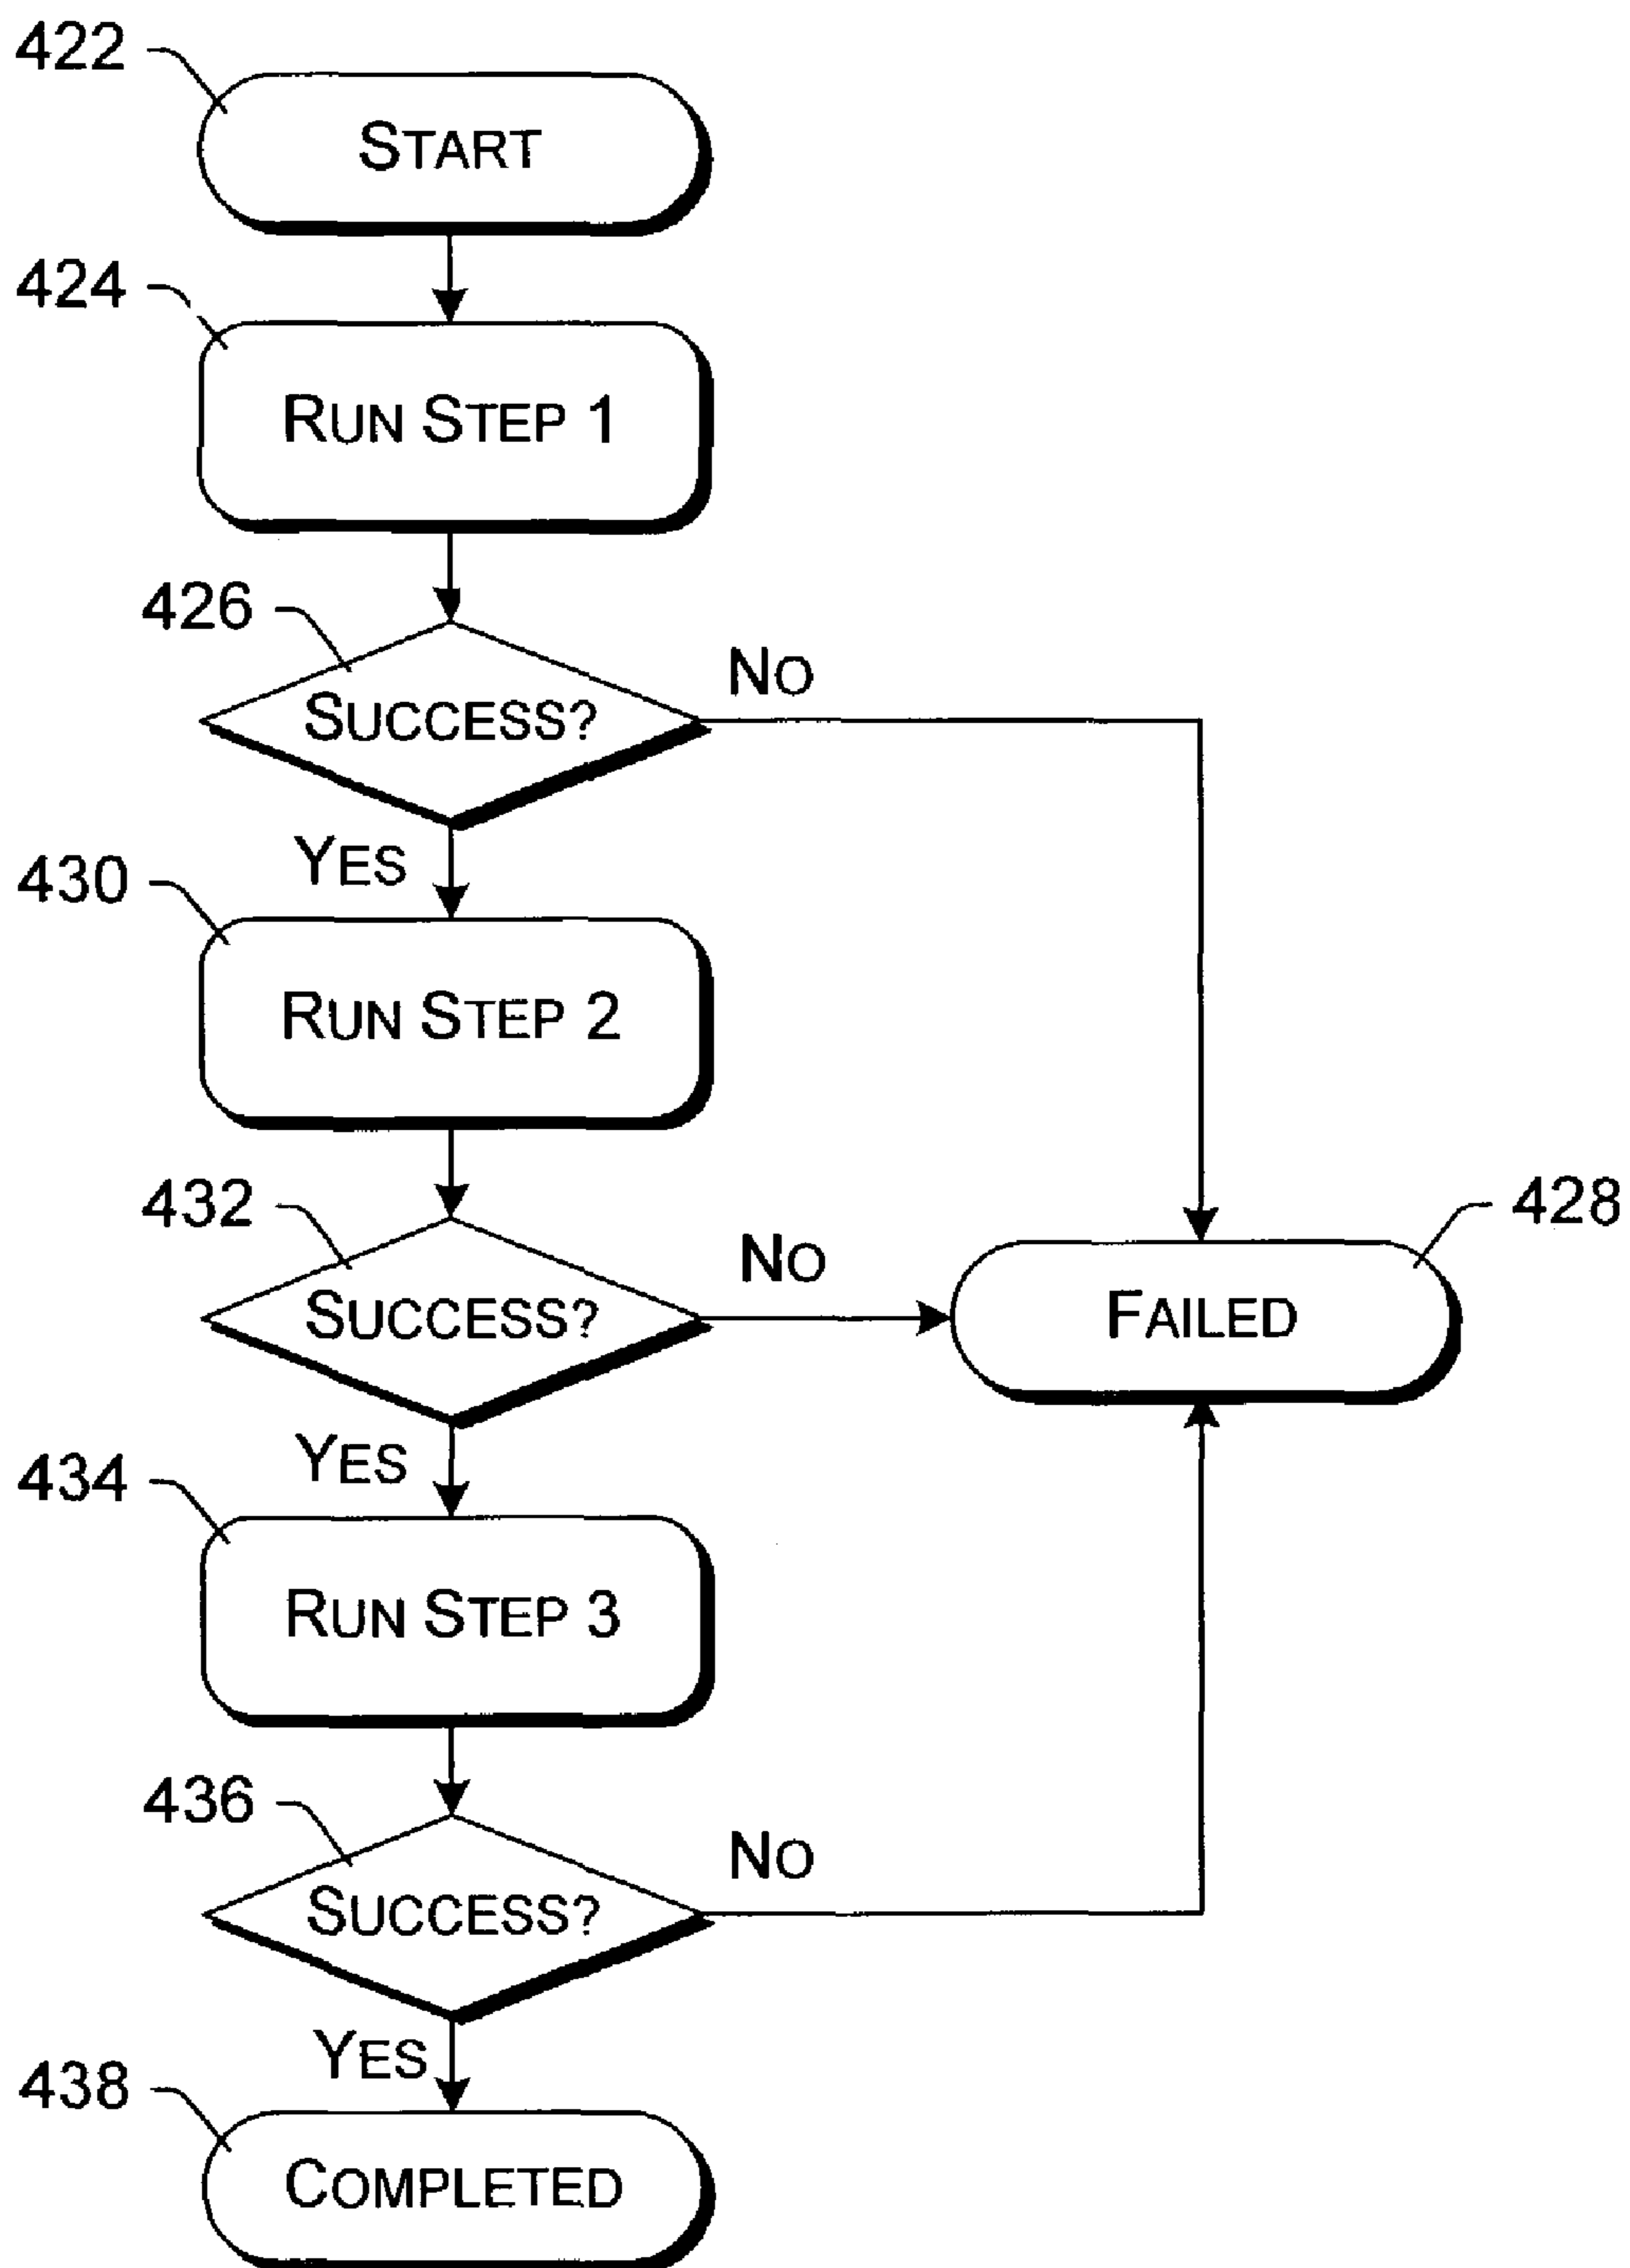 422
START
424
RUN STEP 1
426
SUCCESS?
NO
YES
430
RUN STEP 2
432
SUCCESS?
NO
428
FAILED
YES
434
RUN STEP 3
436
SUCCESS?
NO
YES
438
COMPLETED